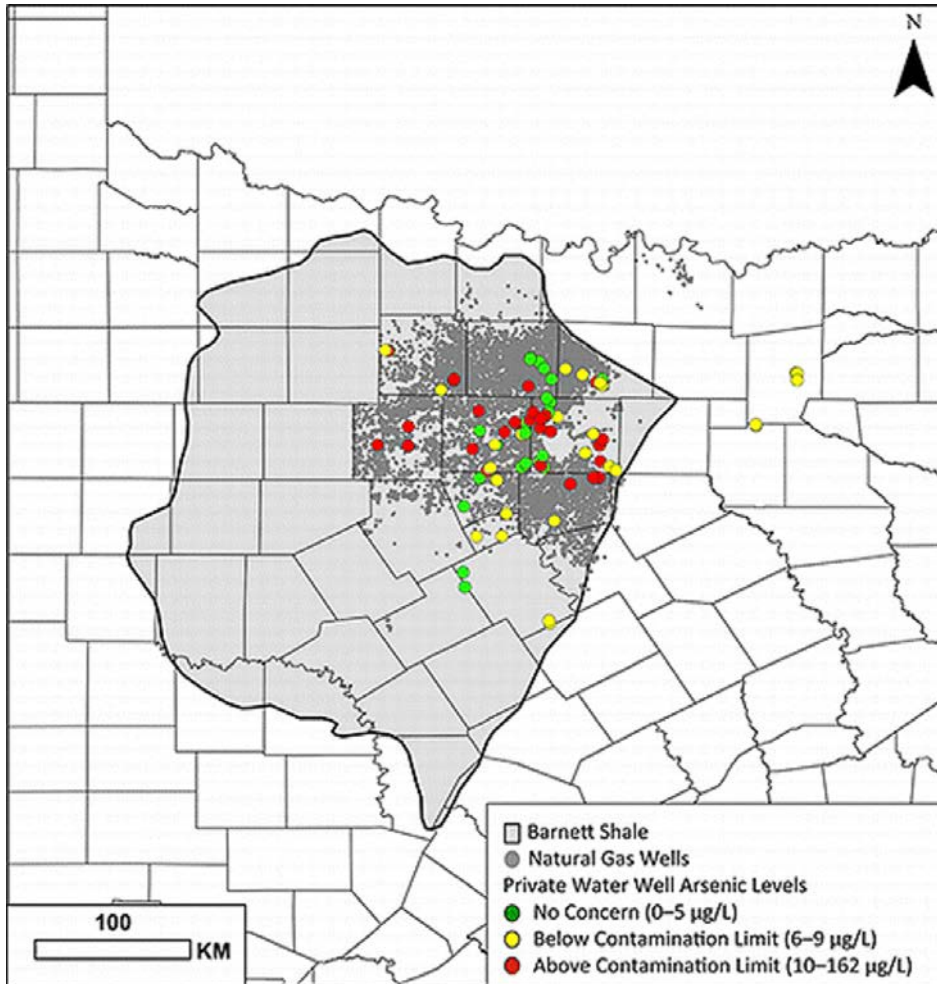 N
Barnett Shale
Natural Gas Wells
Private Water Well Arsenic Levels
No Concern (0–5 µg/L)
Below Contamination Limit (6–9 µg/L)
Above Contamination Limit (10–162 µg/L)
100
KM